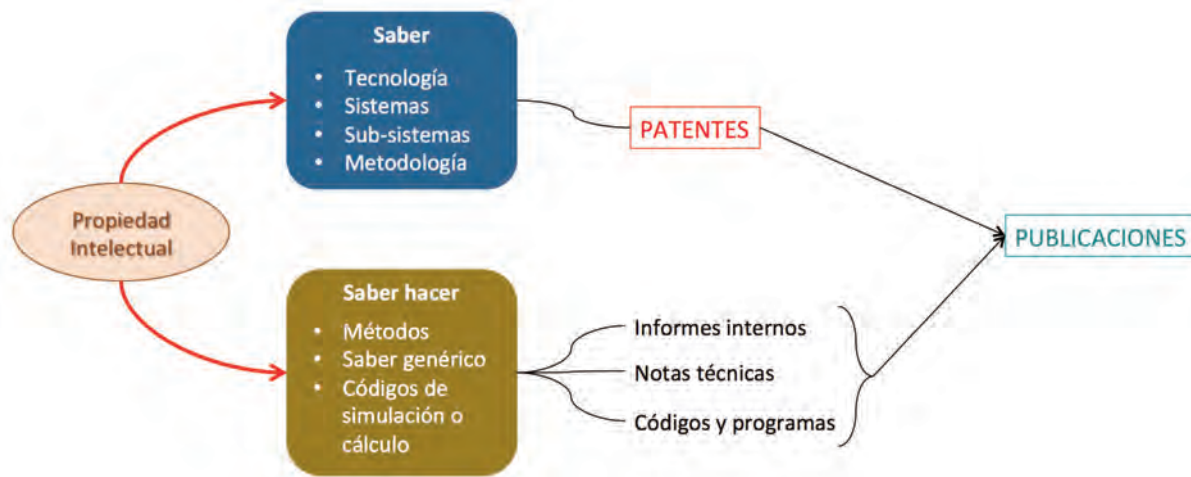 Propiedad
Intelectual
Saber
• Tecnología
• Sistemas
• Sub-sistemas
• Metodología
PATENTES
PUBLICACIONES
Saber hacer
• Métodos
• Saber genérico
• Códigos de
simulación o
cálculo
Informes internos
Notas técnicas
Códigos y programas